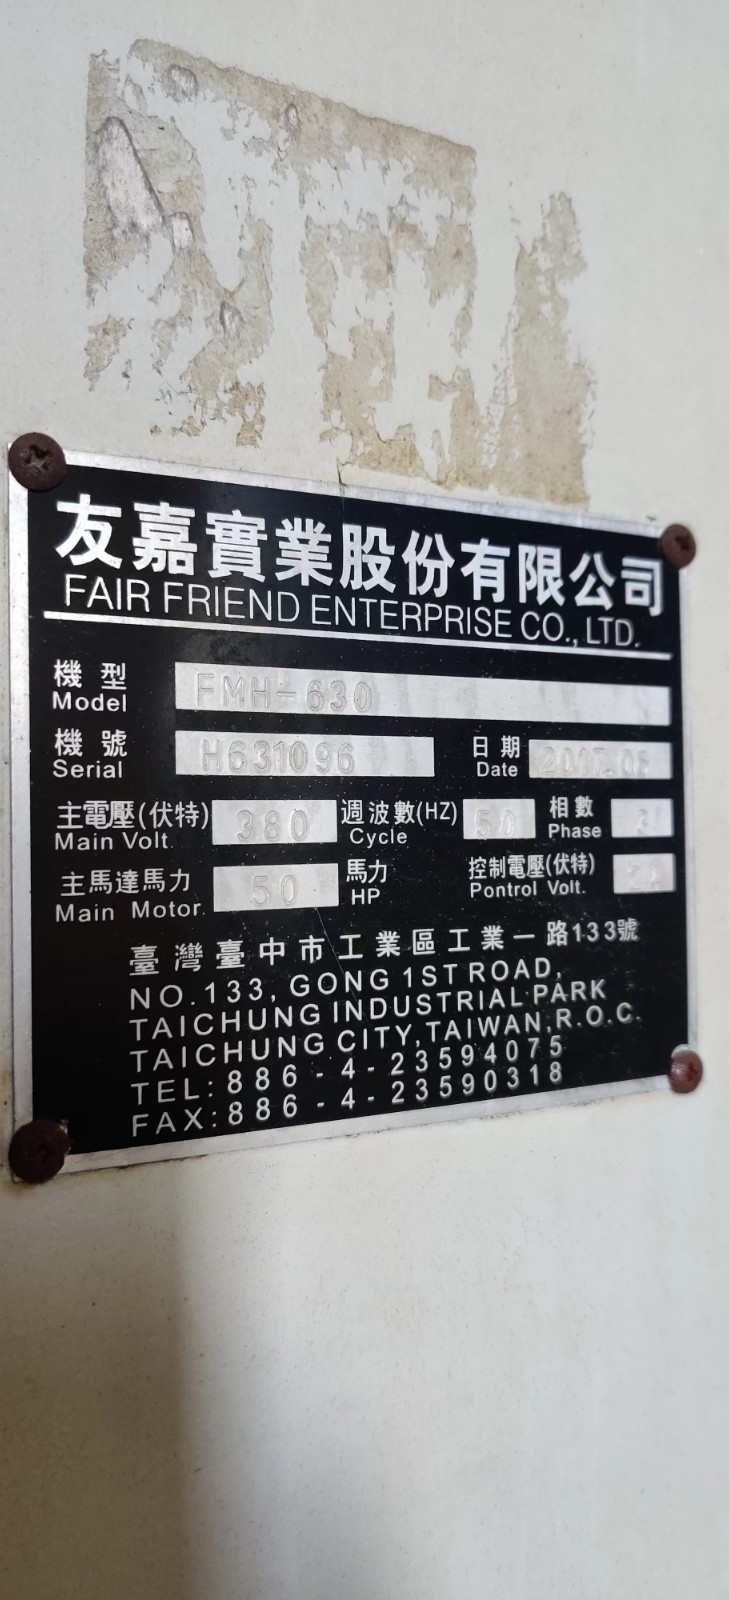 友嘉實業股份有限公司
FAIR FRIEND ENTERPRISE CO., LTD.
機型 FMH-630
Model
機號 H631096 日期
Serial Date
主電壓(伏特) 380 週波數(HZ) 50 相數 3
Main Volt. Cycle Phase
主馬達馬力 50 馬力 控制電壓(伏特)
Main Motor. HP Pontrol Volt.
臺灣臺中市工業區工業一路133號
NO.133, GONG 1ST ROAD,
TAICHUNG INDUSTRIAL PARK
TAICHUNG CITY, TAIWAN, R.O.C.
TEL: 886 - 4 - 23594075
FAX: 886 - 4 - 23590318